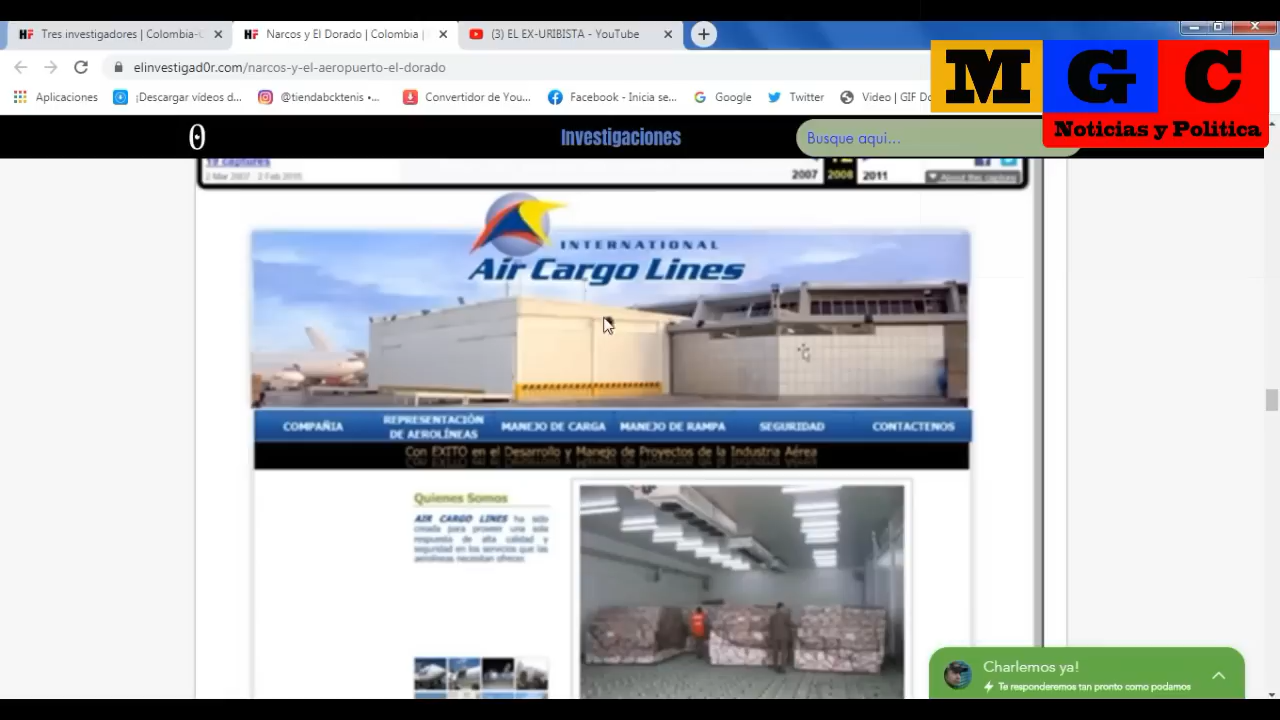 Tres investigadores | Colombia-
Narcos y El Dorado | Colombia |
X-URIBISTA - YouTube
elinvestigad0r.com/narcos-y-el-aeropuerto-el-dorado
Aplicaciones
¡Descargar vídeos d...
@tiendabcktenis •...
Convertidor de You...
Facebook - Inicia se...
Google
Twitter
Video | GIF Do
M G C
Noticias y Politica
0
Investigaciones
Busque aqui...
19 captures
2 Mar 2007 - 2 Feb 2015
2007
2008
2011
About this capture
INTERNATIONAL
Air Cargo Lines
COMPAÑIA
REPRESENTACIÓN
DE AEROLÍNEAS
MANEJO DE CARGA
MANEJO DE RAMPA
SEGURIDAD
CONTACTENOS
Con EXITO en el Desarrollo y Manejo de Proyectos de la Industria Aérea
Quienes Somos
AIR CARGO LINES ha sido
creada para proveer una sola
respuesta de alta calidad y
seguridad en los servicios que las
aerolíneas necesitan ofrecer.
Charlemos ya!
Te responderemos tan pronto como podamos